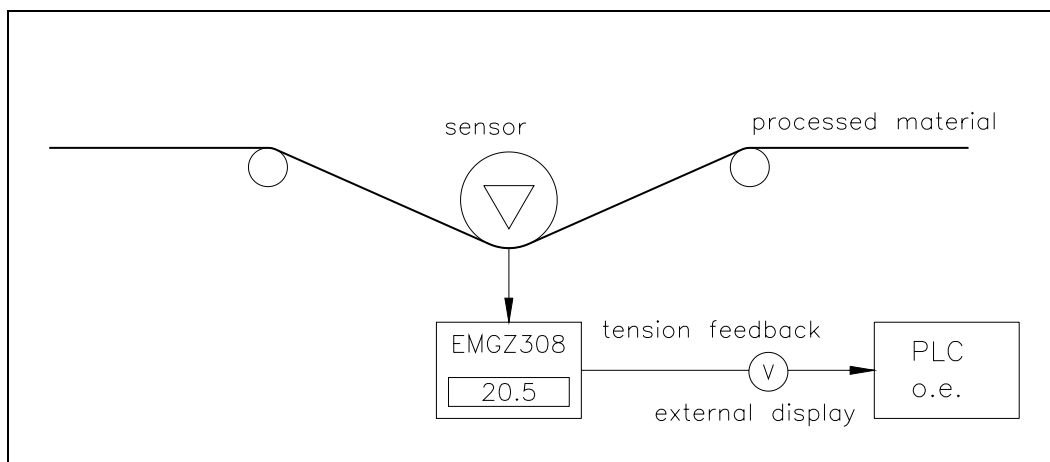 sensor
processed material
EMGZ308
20.5
tension feedback
V
external display
PLC
o.e.